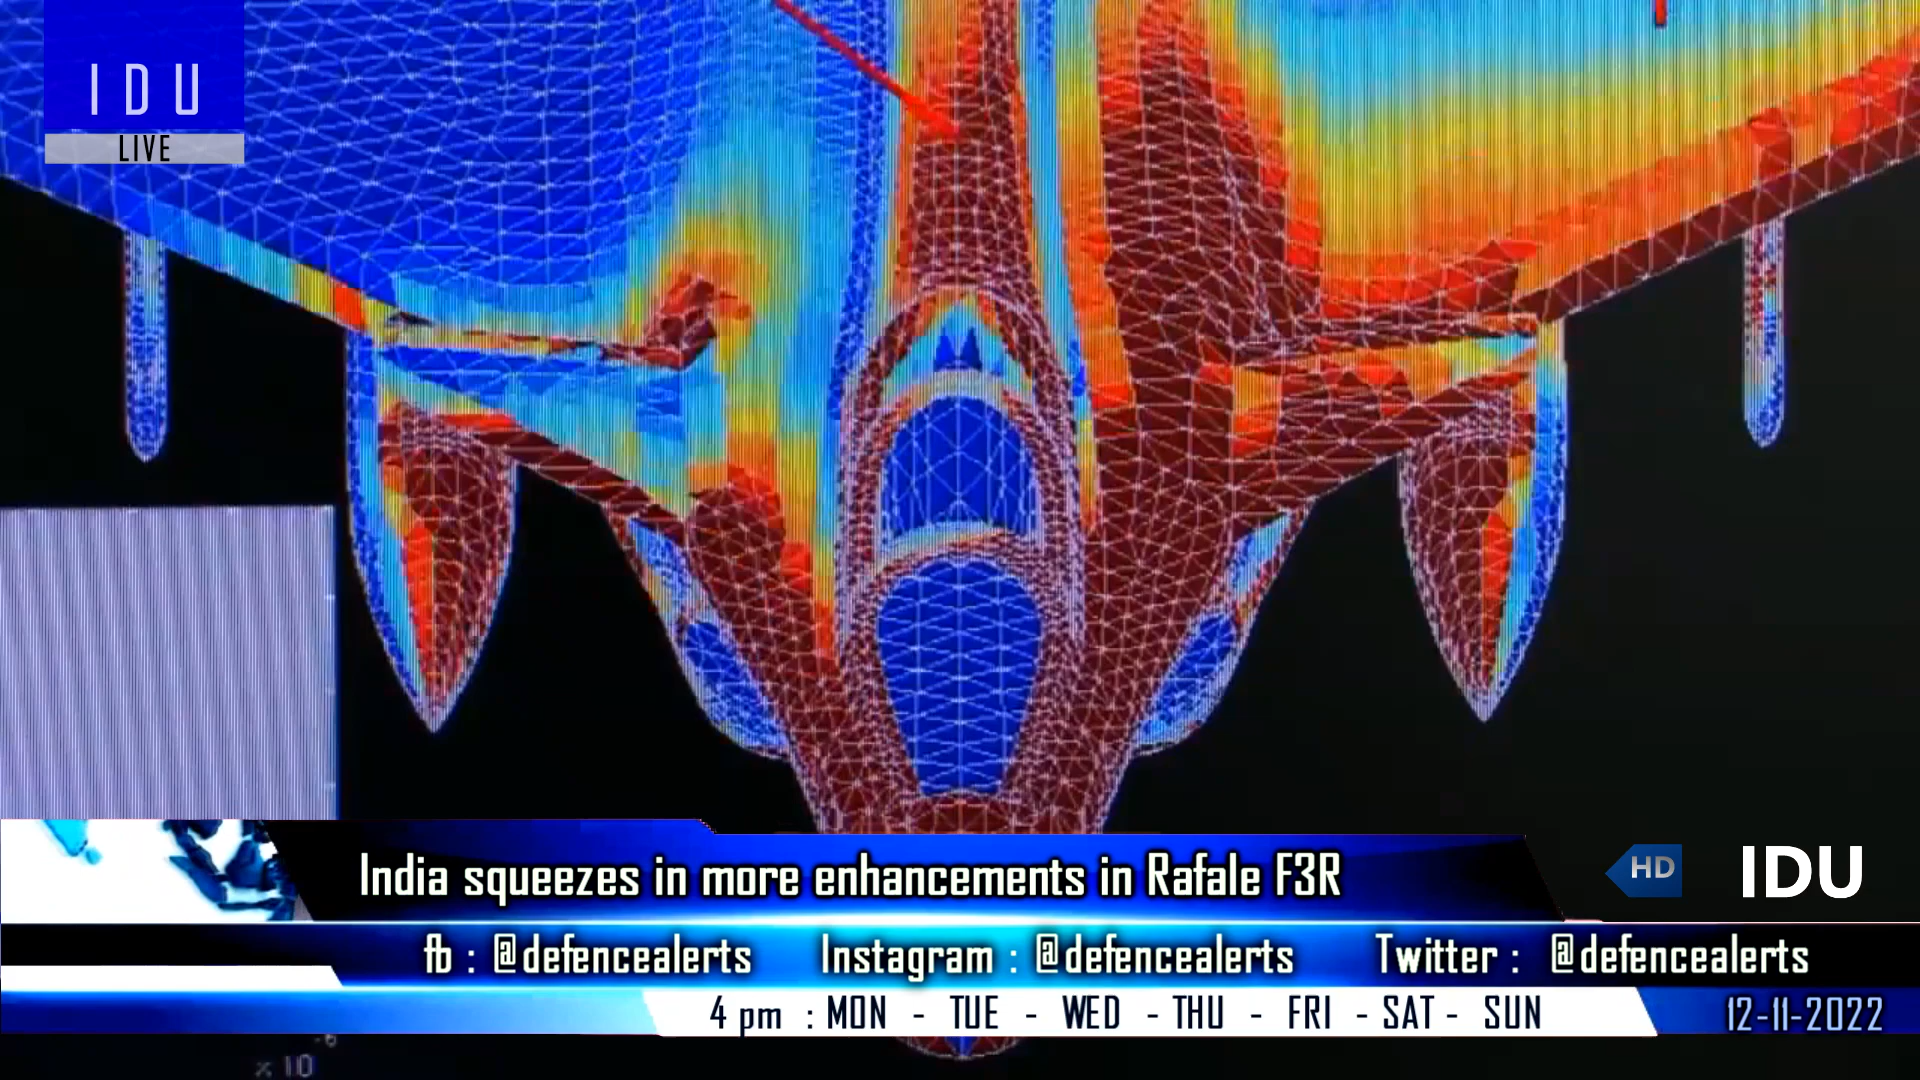 IDU
LIVE
India squeezes in more enhancements in Rafale F3R
HD
IDU
fb : @defencealerts Instagram : @defencealerts Twitter : @defencealerts
4 pm : MON - TUE - WED - THU - FRI - SAT - SUN
12-11-2022
-6
x 10